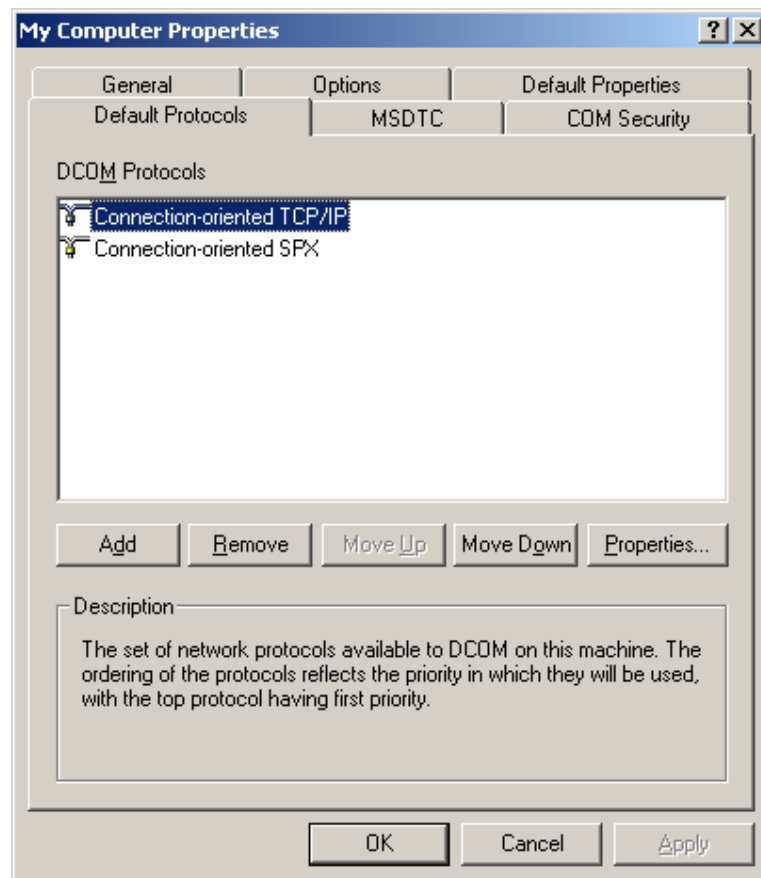 My Computer Properties
General Options Default Properties
Default Protocols MSDTC COM Security
DCOM Protocols
Connection-oriented TCP/IP
Connection-oriented SPX
Add Remove Move Up Move Down Properties...
Description
The set of network protocols available to DCOM on this machine. The
ordering of the protocols reflects the priority in which they will be used,
with the top protocol having first priority.
OK Cancel Apply